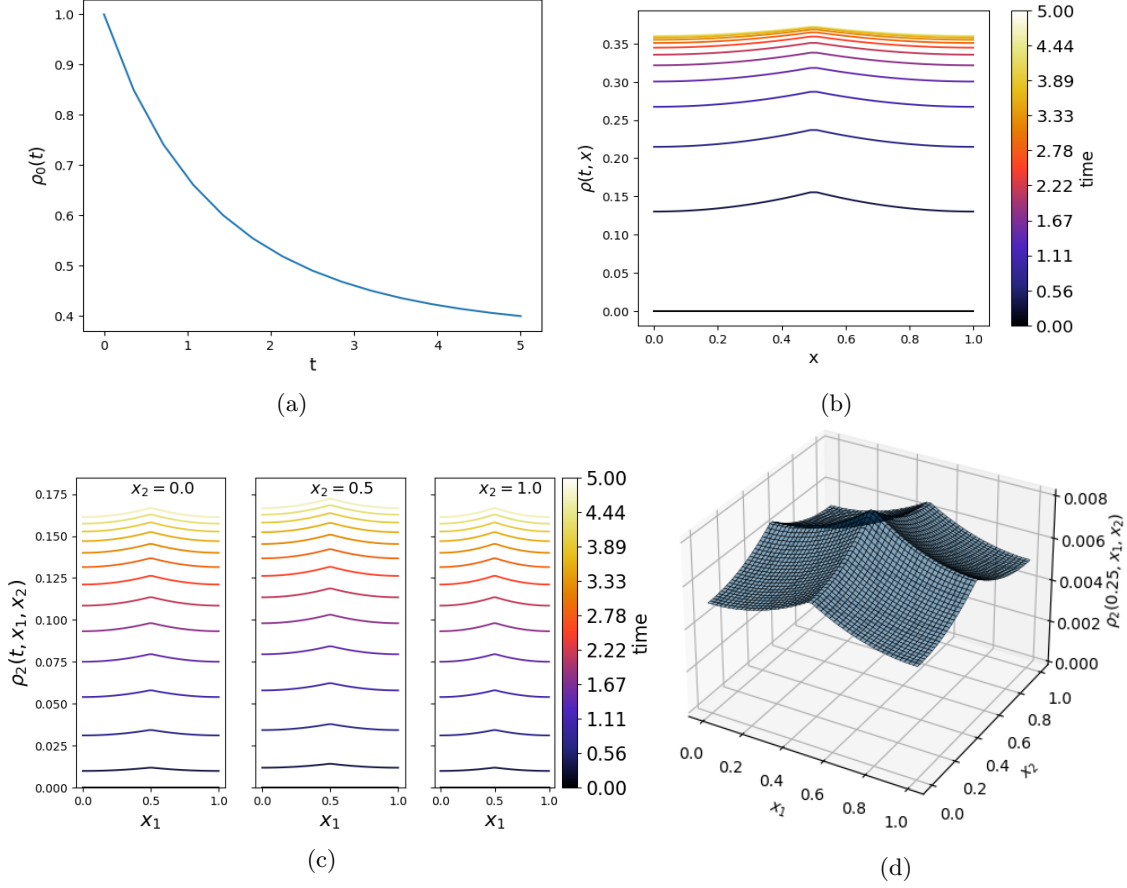 1.0
0.9
0.8
0.7
0.6
0.5
0.4
ρ₀(t)
0 1 2 3 4 5
t
(a)
0.35
0.30
0.25
0.20
0.15
0.10
0.05
0.00
ρ(t, x)
0.0 0.2 0.4 0.6 0.8 1.0
x
5.00
4.44
3.89
3.33
2.78
2.22
1.67
1.11
0.56
0.00
time
(b)
x₂ = 0.0 x₂ = 0.5 x₂ = 1.0
0.175
0.150
0.125
0.100
0.075
0.050
0.025
0.000
ρ₂(t, x₁, x₂)
0.0 0.5 1.0 0.0 0.5 1.0 0.0 0.5 1.0
x₁ x₁ x₁
5.00
4.44
3.89
3.33
2.78
2.22
1.67
1.11
0.56
0.00
time
(c)
0.008
0.006
0.004
0.002
0.000
ρ₂(0.25, x₁, x₂)
0.0 0.2 0.4 0.6 0.8 1.0
x₁
0.0 0.2 0.4 0.6 0.8 1.0
x₂
(d)